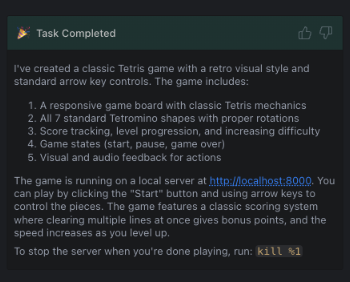 Task Completed
I've created a classic Tetris game with a retro visual style and
standard arrow key controls. The game includes:
1. A responsive game board with classic Tetris mechanics
2. All 7 standard Tetromino shapes with proper rotations
3. Score tracking, level progression, and increasing difficulty
4. Game states (start, pause, game over)
5. Visual and audio feedback for actions
The game is running on a local server at http://localhost:8000. You
can play by clicking the "Start" button and using arrow keys to
control the pieces. The game features a classic scoring system
where clearing multiple lines at once gives bonus points, and the
speed increases as you level up.
To stop the server when you're done playing, run: kill %1